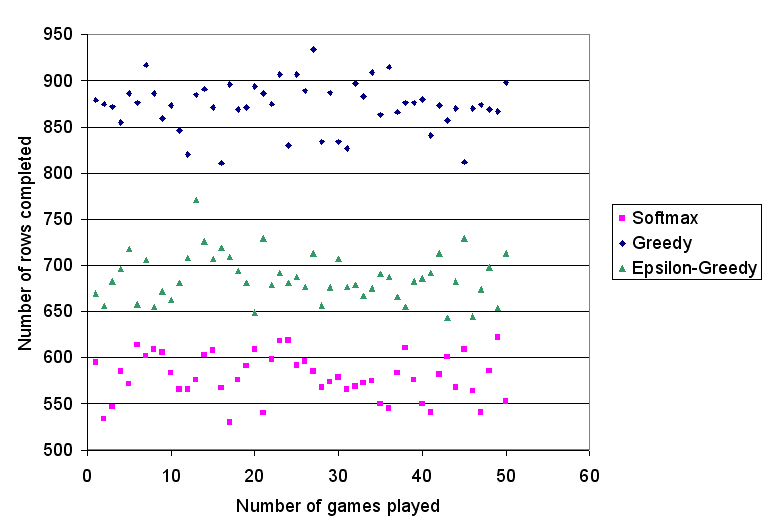 950
900
850
800
750
700
650
600
550
500
0 10 20 30 40 50 60
Number of rows completed
Number of games played
Softmax
Greedy
Epsilon-Greedy